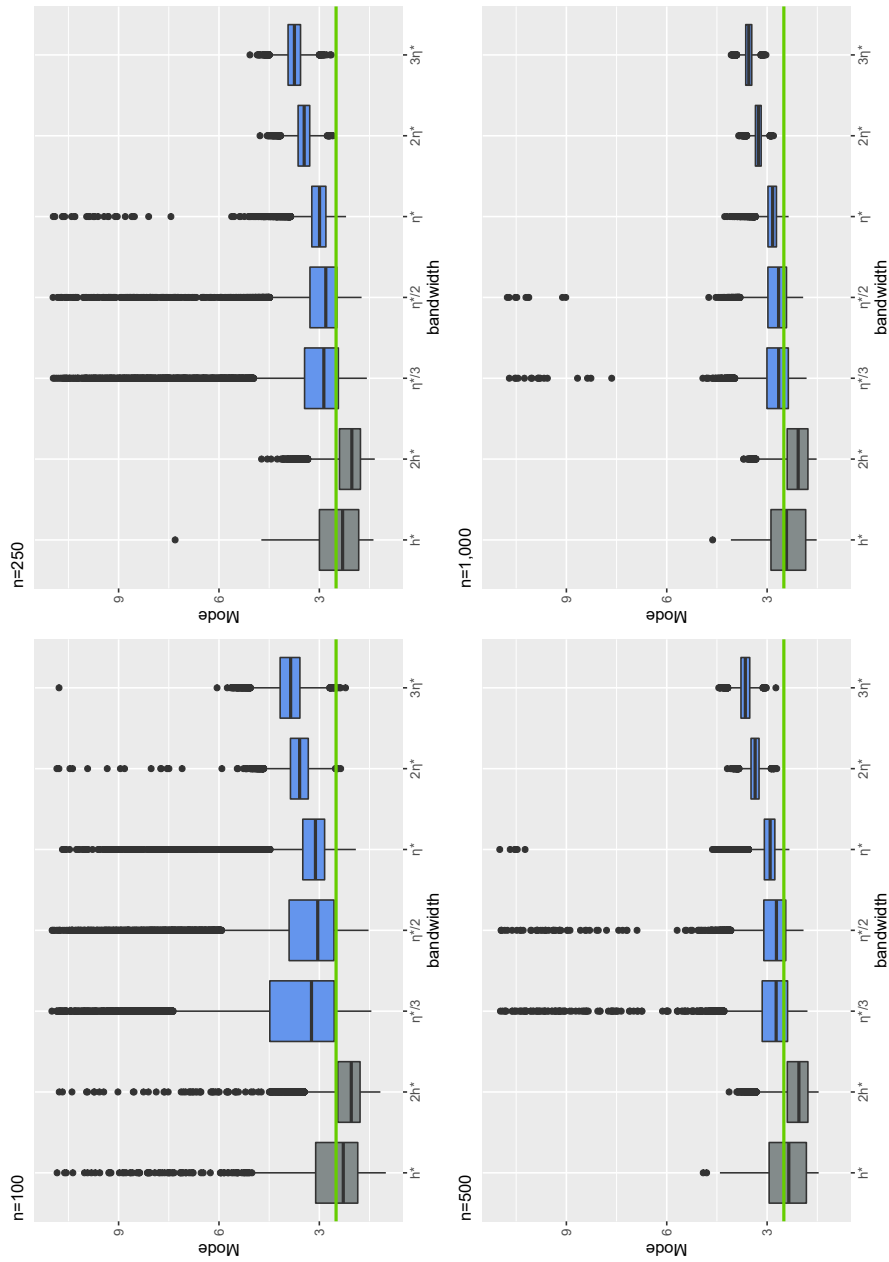 n=100
Mode
3
6
9
h*
2h*
η*/3
η*/2
η*
2η*
3η*
bandwidth
n=250
Mode
3
6
9
h*
2h*
η*/3
η*/2
η*
2η*
3η*
bandwidth
n=500
Mode
3
6
9
h*
2h*
η*/3
η*/2
η*
2η*
3η*
bandwidth
n=1,000
Mode
3
6
9
h*
2h*
η*/3
η*/2
η*
2η*
3η*
bandwidth